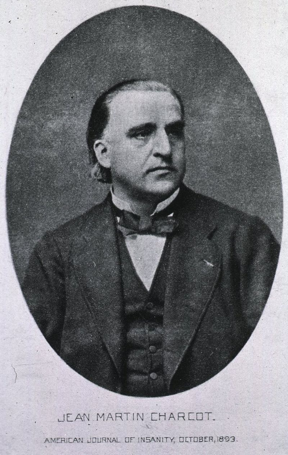 JEAN MARTIN CHARCOT.
AMERICAN JOURNAL OF INSANITY, OCTOBER, 1893.